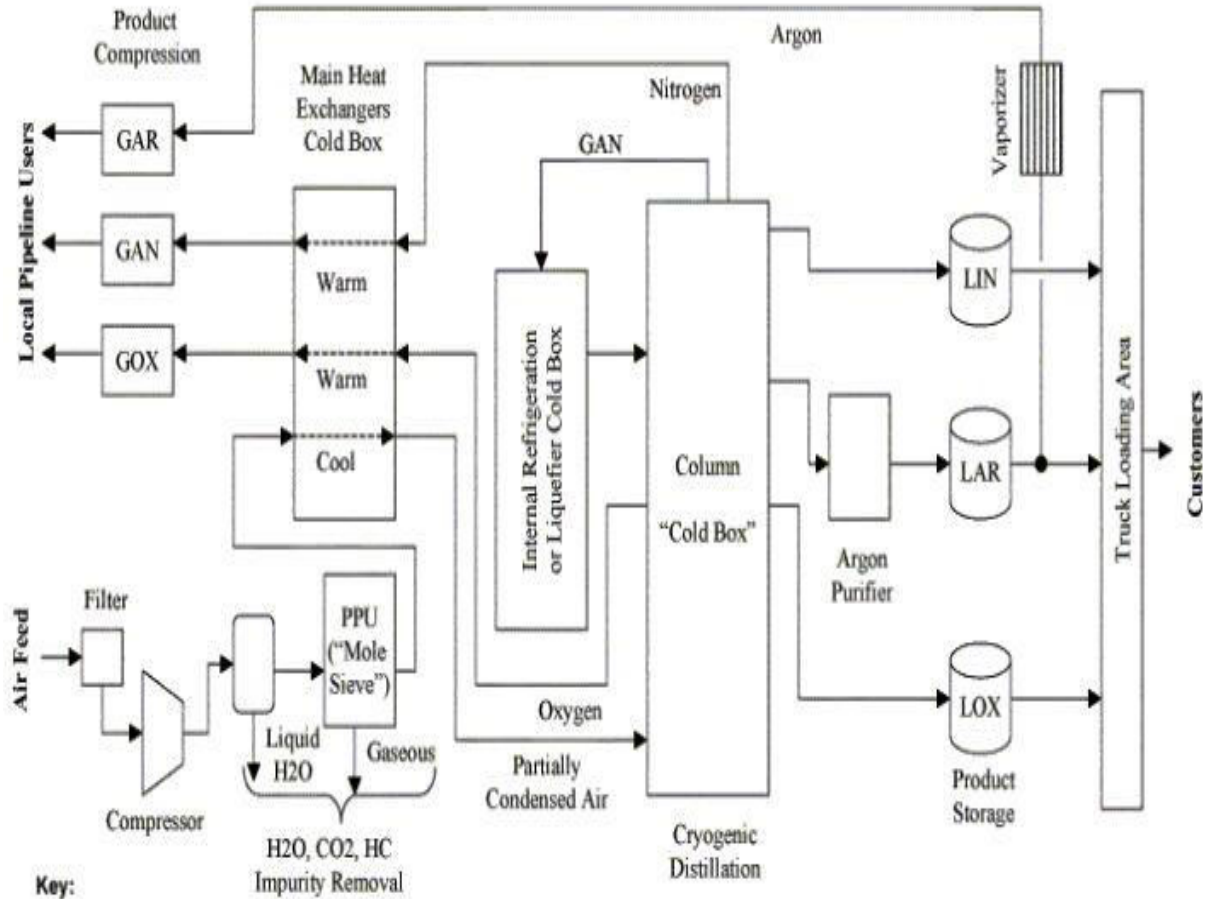 Product
Compression
Argon
Main Heat
Exchangers
Cold Box
Nitrogen
GAN
Vaporizer
Local Pipeline Users
GAR
GAN
GOX
Warm
Warm
Cool
Internal Refrigeration
or Liquefier Cold Box
Column
“Cold Box”
LIN
LAR
LOX
Argon
Purifier
Truck Loading Area
Customers
Air Feed
Filter
Compressor
PPU
(“Mole
Sieve”)
Liquid
H2O
Gaseous
H2O, CO2, HC
Impurity Removal
Oxygen
Partially
Condensed Air
Cryogenic
Distillation
Product
Storage
Key: